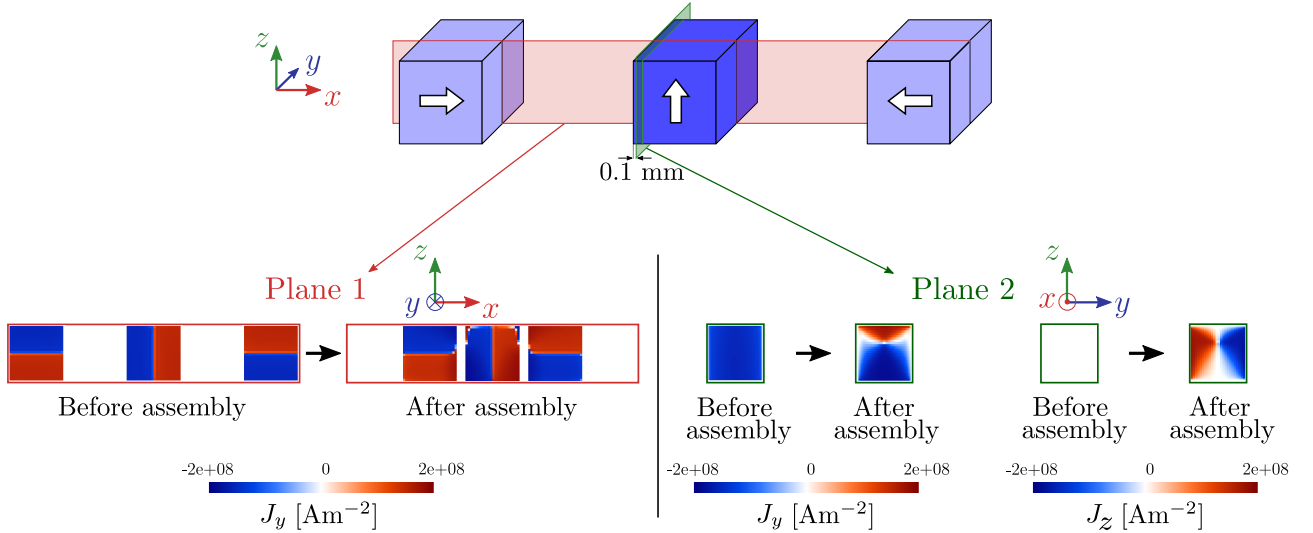 z
y
x
0.1 mm
Plane 1
z
y
x
Plane 2
z
x
y
Before assembly
After assembly
Before
assembly
After
assembly
Before
assembly
After
assembly
-2e+08 0 2e+08
J_y [Am⁻²]
-2e+08 0 2e+08
J_y [Am⁻²]
-2e+08 0 2e+08
J_z [Am⁻²]